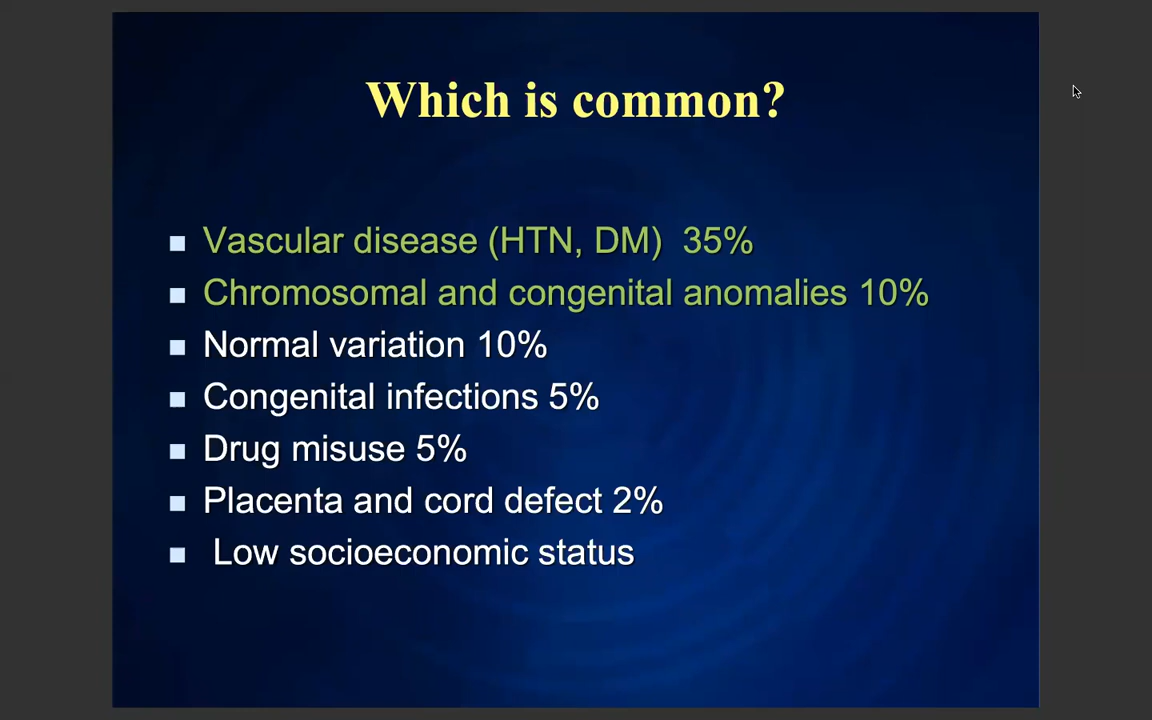 Which is common?
Vascular disease (HTN, DM)  35%
Chromosomal and congenital anomalies 10%
Normal variation 10%
Congenital infections 5%
Drug misuse 5%
Placenta and cord defect 2%
Low socioeconomic status